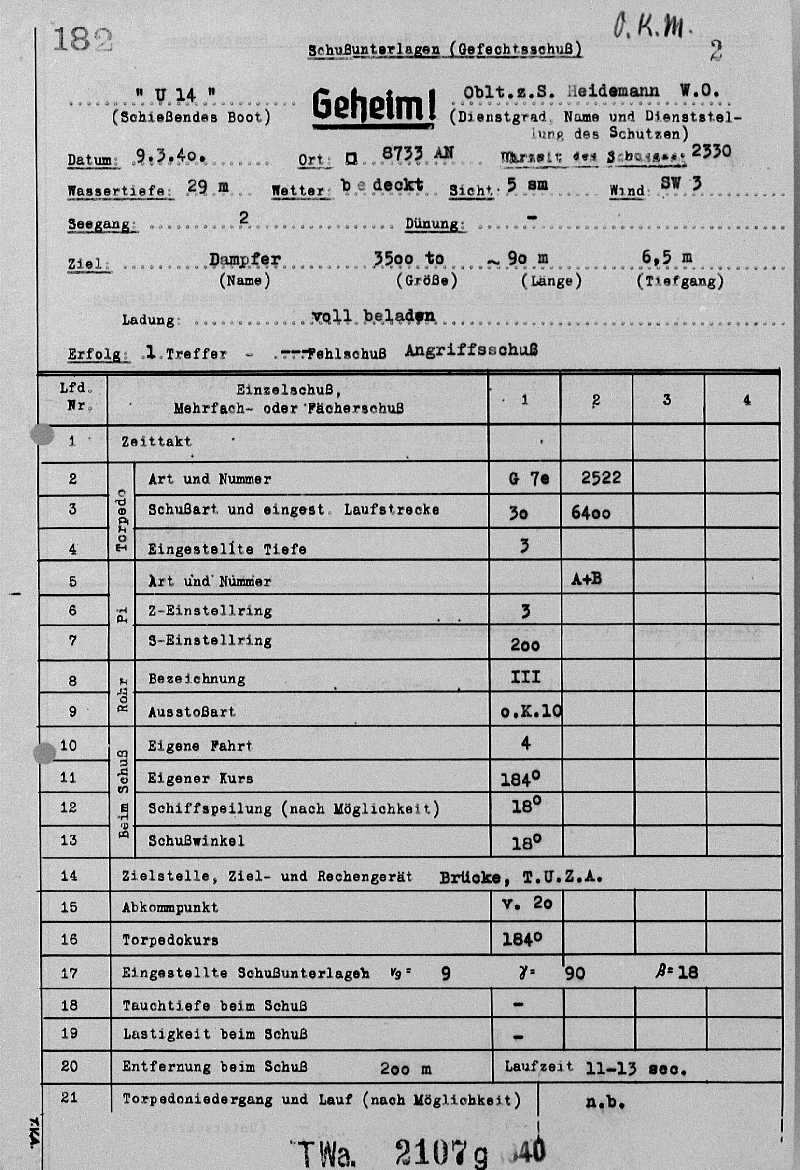 182
O.K.M.
Schußunterlagen (Gefechtsschuß) 2
" U 14 " Geheim! Oblt.z.S. Heidemann W.O.
(Schießendes Boot) (Dienstgrad, Name und Dienststel-
lung des Schützen)
Datum: 9.3.40. Ort: □ 8733 AN Uhrzeit des Schusses: 2330
Wassertiefe: 29 m Wetter: bedeckt Sicht: 5 sm Wind: SW 3
Seegang: 2 Dünung: -
Ziel: Dampfer 3500 to ~ 90 m 6,5 m
(Name) (Größe) (Länge) (Tiefgang)
Ladung: voll beladen
Erfolg: 1 Treffer - --- Fehlschuß Angriffsschuß
Lfd. Nr. Einzelschuß, Mehrfach- oder Fächerschuß 1 2 3 4
1 Zeittakt
Torpedo
2 Art und Nummer G 7e 2522
3 Schußart und eingest. Laufstrecke 30 6400
4 Eingestellte Tiefe 3
Pi
5 Art und Nummer A+B
6 Z-Einstellring 3
7 S-Einstellring 200
Rohr
8 Bezeichnung III
9 Ausstoßart o.K.10
Beim Schuß
10 Eigene Fahrt 4
11 Eigener Kurs 184°
12 Schiffspeilung (nach Möglichkeit) 18°
13 Schußwinkel 18°
14 Zielstelle, Ziel- und Rechengerät Brücke, T.U.Z.A.
15 Abkommpunkt v. 20
16 Torpedokurs 184°
17 Eingestellte Schußunterlagen vg= 9 γ= 90 β=18
18 Tauchtiefe beim Schuß -
19 Lastigkeit beim Schuß -
20 Entfernung beim Schuß 200 m Laufzeit 11-13 sec.
21 Torpedoniedergang und Lauf (nach Möglichkeit) n.b.
TKA.
TWa. 2107g 40